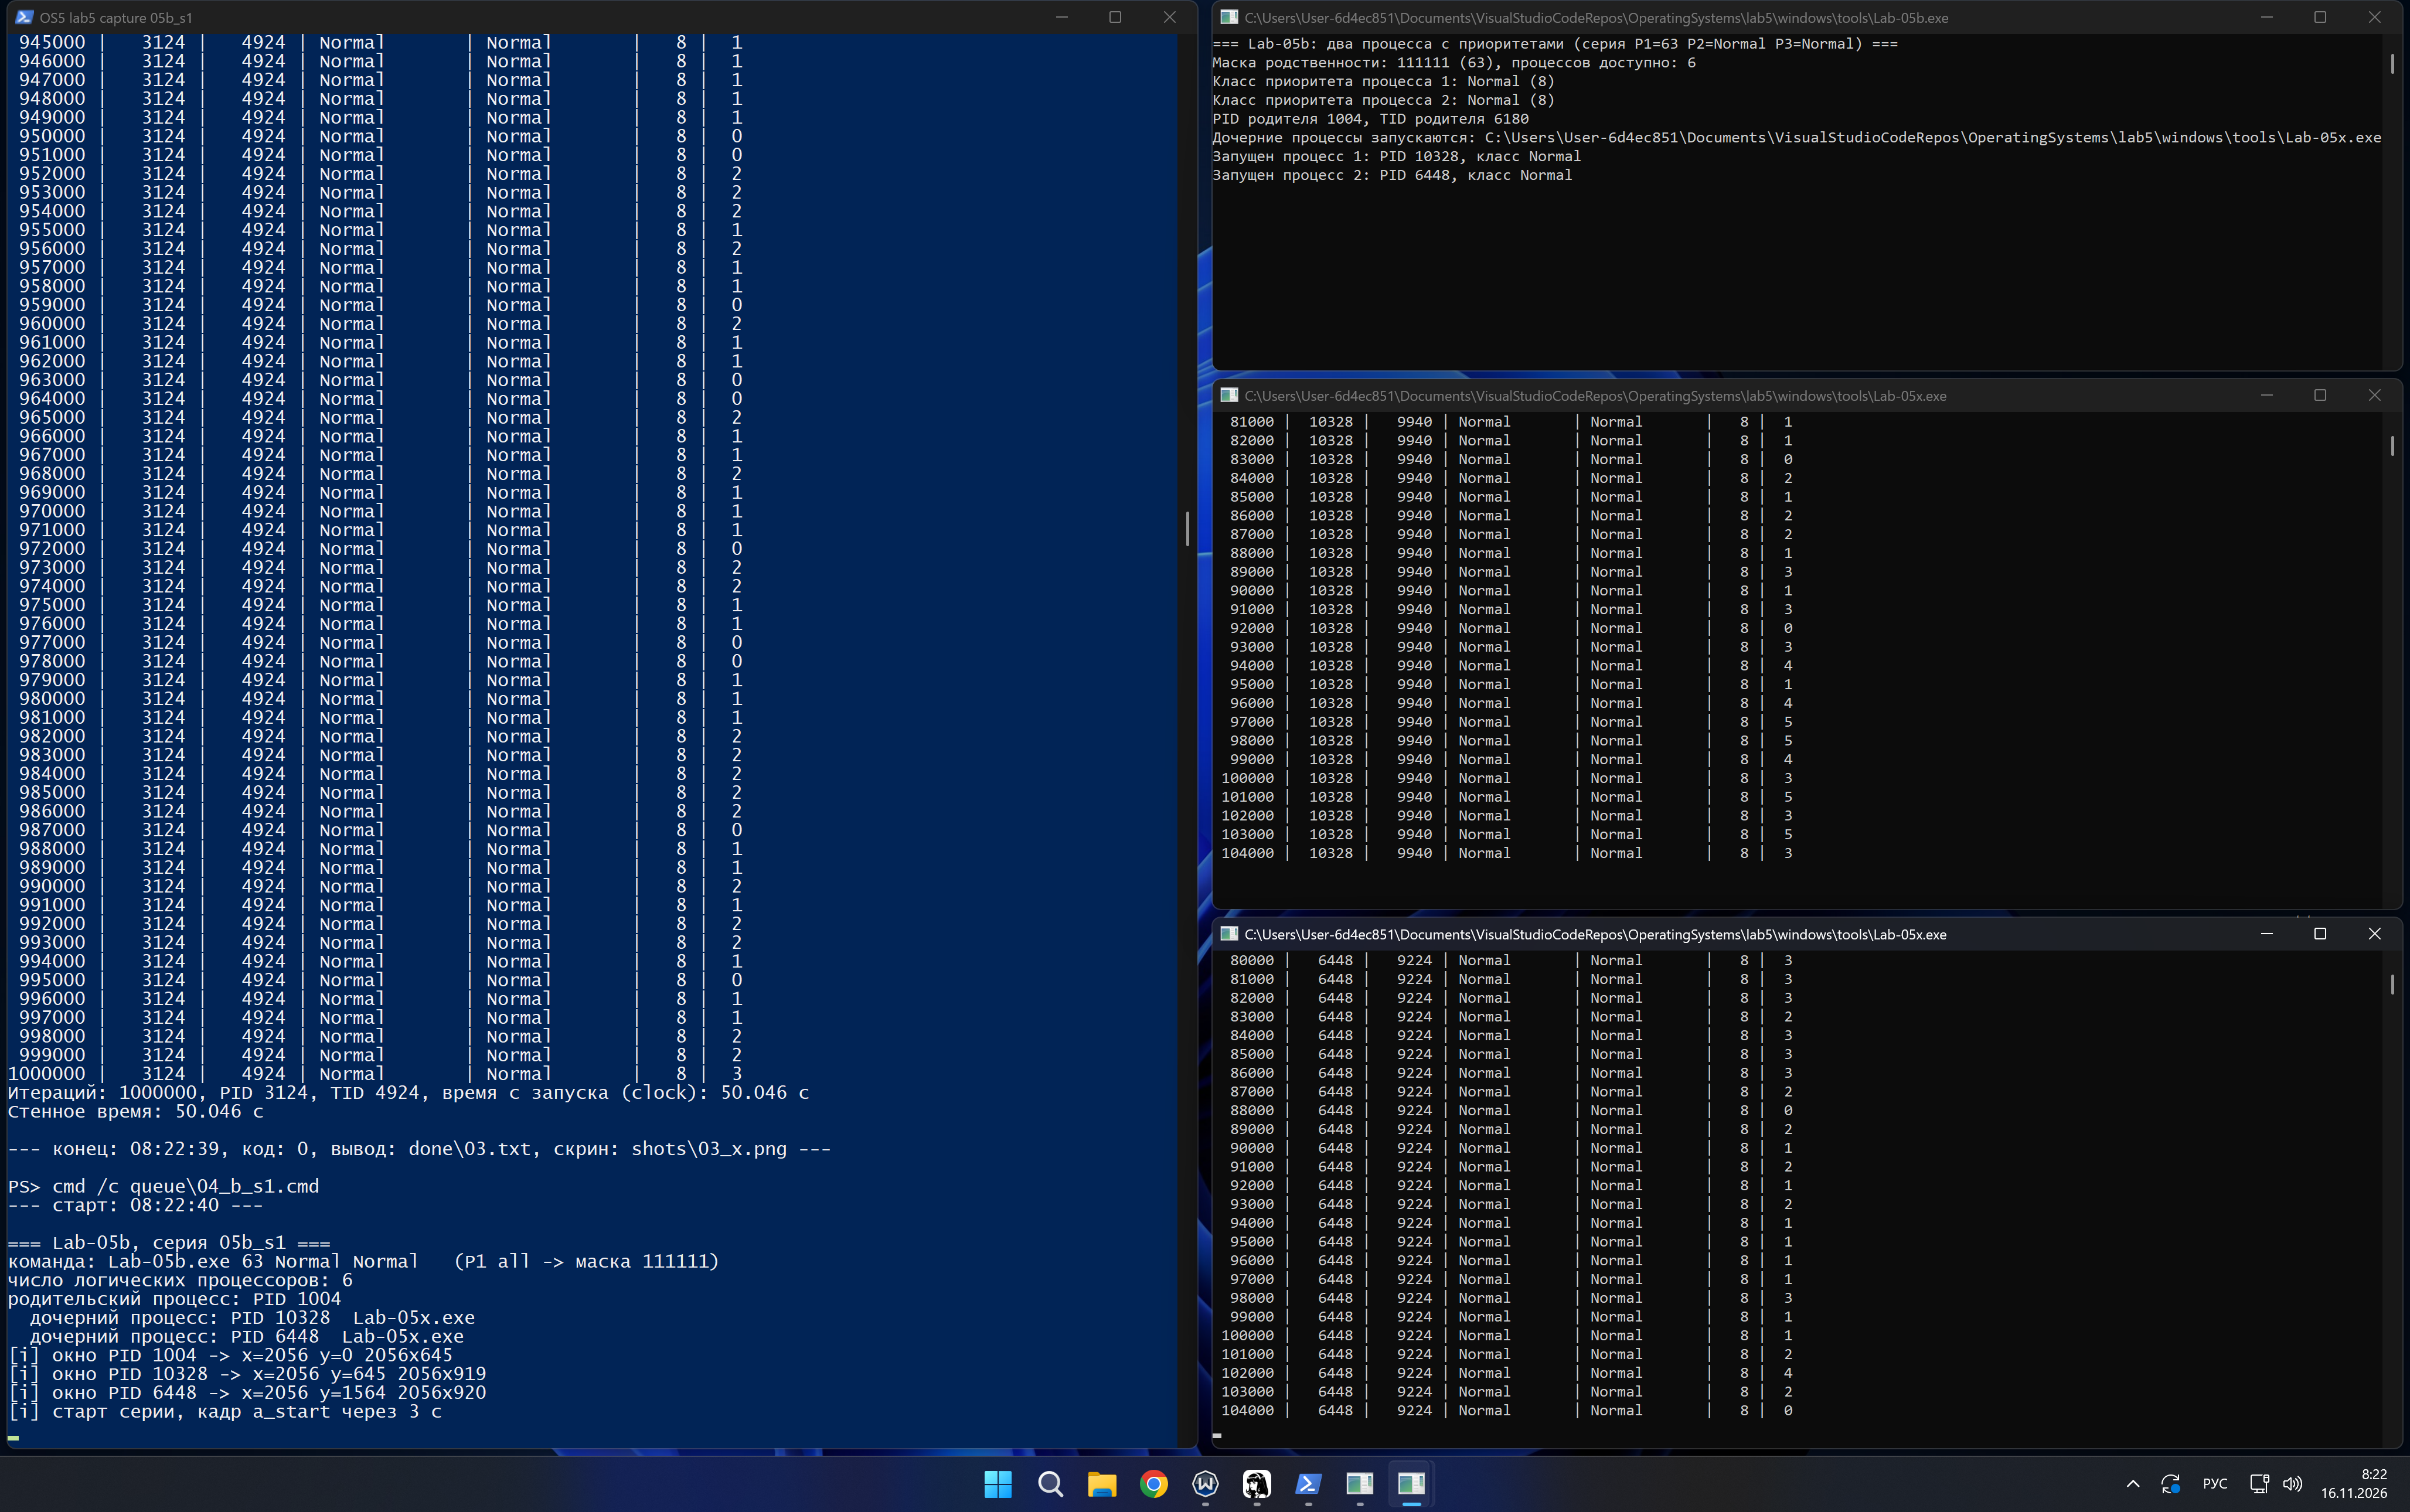 OS5 lab5 capture 05b_s1
945000 | 3124 | 4924 | Normal | Normal | 8 | 1
946000 | 3124 | 4924 | Normal | Normal | 8 | 1
947000 | 3124 | 4924 | Normal | Normal | 8 | 1
948000 | 3124 | 4924 | Normal | Normal | 8 | 1
949000 | 3124 | 4924 | Normal | Normal | 8 | 1
950000 | 3124 | 4924 | Normal | Normal | 8 | 0
951000 | 3124 | 4924 | Normal | Normal | 8 | 0
952000 | 3124 | 4924 | Normal | Normal | 8 | 2
953000 | 3124 | 4924 | Normal | Normal | 8 | 2
954000 | 3124 | 4924 | Normal | Normal | 8 | 2
955000 | 3124 | 4924 | Normal | Normal | 8 | 1
956000 | 3124 | 4924 | Normal | Normal | 8 | 2
957000 | 3124 | 4924 | Normal | Normal | 8 | 1
958000 | 3124 | 4924 | Normal | Normal | 8 | 1
959000 | 3124 | 4924 | Normal | Normal | 8 | 0
960000 | 3124 | 4924 | Normal | Normal | 8 | 2
961000 | 3124 | 4924 | Normal | Normal | 8 | 1
962000 | 3124 | 4924 | Normal | Normal | 8 | 1
963000 | 3124 | 4924 | Normal | Normal | 8 | 0
964000 | 3124 | 4924 | Normal | Normal | 8 | 0
965000 | 3124 | 4924 | Normal | Normal | 8 | 2
966000 | 3124 | 4924 | Normal | Normal | 8 | 1
967000 | 3124 | 4924 | Normal | Normal | 8 | 1
968000 | 3124 | 4924 | Normal | Normal | 8 | 2
969000 | 3124 | 4924 | Normal | Normal | 8 | 1
970000 | 3124 | 4924 | Normal | Normal | 8 | 1
971000 | 3124 | 4924 | Normal | Normal | 8 | 1
972000 | 3124 | 4924 | Normal | Normal | 8 | 0
973000 | 3124 | 4924 | Normal | Normal | 8 | 2
974000 | 3124 | 4924 | Normal | Normal | 8 | 2
975000 | 3124 | 4924 | Normal | Normal | 8 | 1
976000 | 3124 | 4924 | Normal | Normal | 8 | 1
977000 | 3124 | 4924 | Normal | Normal | 8 | 0
978000 | 3124 | 4924 | Normal | Normal | 8 | 0
979000 | 3124 | 4924 | Normal | Normal | 8 | 1
980000 | 3124 | 4924 | Normal | Normal | 8 | 1
981000 | 3124 | 4924 | Normal | Normal | 8 | 1
982000 | 3124 | 4924 | Normal | Normal | 8 | 2
983000 | 3124 | 4924 | Normal | Normal | 8 | 2
984000 | 3124 | 4924 | Normal | Normal | 8 | 2
985000 | 3124 | 4924 | Normal | Normal | 8 | 2
986000 | 3124 | 4924 | Normal | Normal | 8 | 2
987000 | 3124 | 4924 | Normal | Normal | 8 | 0
988000 | 3124 | 4924 | Normal | Normal | 8 | 1
989000 | 3124 | 4924 | Normal | Normal | 8 | 1
990000 | 3124 | 4924 | Normal | Normal | 8 | 2
991000 | 3124 | 4924 | Normal | Normal | 8 | 1
992000 | 3124 | 4924 | Normal | Normal | 8 | 2
993000 | 3124 | 4924 | Normal | Normal | 8 | 2
994000 | 3124 | 4924 | Normal | Normal | 8 | 1
995000 | 3124 | 4924 | Normal | Normal | 8 | 0
996000 | 3124 | 4924 | Normal | Normal | 8 | 1
997000 | 3124 | 4924 | Normal | Normal | 8 | 1
998000 | 3124 | 4924 | Normal | Normal | 8 | 2
999000 | 3124 | 4924 | Normal | Normal | 8 | 2
1000000 | 3124 | 4924 | Normal | Normal | 8 | 3
Итераций: 1000000, PID 3124, TID 4924, время с запуска (clock): 50.046 с
Стенное время: 50.046 с
--- конец: 08:22:39, код: 0, вывод: done\03.txt, скрин: shots\03_x.png ---
PS> cmd /c queue\04_b_s1.cmd
--- старт: 08:22:40 ---
=== Lab-05b, серия 05b_s1 ===
команда: Lab-05b.exe 63 Normal Normal (P1 all -> маска 111111)
число логических процессоров: 6
родительский процесс: PID 1004
дочерний процесс: PID 10328 Lab-05x.exe
дочерний процесс: PID 6448 Lab-05x.exe
[i] окно PID 1004 -> x=2056 y=0 2056x645
[i] окно PID 10328 -> x=2056 y=645 2056x919
[i] окно PID 6448 -> x=2056 y=1564 2056x920
[i] старт серии, кадр a_start через 3 с
C:\Users\User-6d4ec851\Documents\VisualStudioCodeRepos\OperatingSystems\lab5\windows\tools\Lab-05b.exe
=== Lab-05b: два процесса с приоритетами (серия P1=63 P2=Normal P3=Normal) ===
Маска родственности: 111111 (63), процессов доступно: 6
Класс приоритета процесса 1: Normal (8)
Класс приоритета процесса 2: Normal (8)
PID родителя 1004, TID родителя 6180
Дочерние процессы запускаются: C:\Users\User-6d4ec851\Documents\VisualStudioCodeRepos\OperatingSystems\lab5\windows\tools\Lab-05x.exe
Запущен процесс 1: PID 10328, класс Normal
Запущен процесс 2: PID 6448, класс Normal
C:\Users\User-6d4ec851\Documents\VisualStudioCodeRepos\OperatingSystems\lab5\windows\tools\Lab-05x.exe
81000 | 10328 | 9940 | Normal | Normal | 8 | 1
82000 | 10328 | 9940 | Normal | Normal | 8 | 1
83000 | 10328 | 9940 | Normal | Normal | 8 | 0
84000 | 10328 | 9940 | Normal | Normal | 8 | 2
85000 | 10328 | 9940 | Normal | Normal | 8 | 1
86000 | 10328 | 9940 | Normal | Normal | 8 | 2
87000 | 10328 | 9940 | Normal | Normal | 8 | 2
88000 | 10328 | 9940 | Normal | Normal | 8 | 1
89000 | 10328 | 9940 | Normal | Normal | 8 | 3
90000 | 10328 | 9940 | Normal | Normal | 8 | 1
91000 | 10328 | 9940 | Normal | Normal | 8 | 3
92000 | 10328 | 9940 | Normal | Normal | 8 | 0
93000 | 10328 | 9940 | Normal | Normal | 8 | 3
94000 | 10328 | 9940 | Normal | Normal | 8 | 4
95000 | 10328 | 9940 | Normal | Normal | 8 | 1
96000 | 10328 | 9940 | Normal | Normal | 8 | 4
97000 | 10328 | 9940 | Normal | Normal | 8 | 5
98000 | 10328 | 9940 | Normal | Normal | 8 | 5
99000 | 10328 | 9940 | Normal | Normal | 8 | 4
100000 | 10328 | 9940 | Normal | Normal | 8 | 3
101000 | 10328 | 9940 | Normal | Normal | 8 | 5
102000 | 10328 | 9940 | Normal | Normal | 8 | 3
103000 | 10328 | 9940 | Normal | Normal | 8 | 5
104000 | 10328 | 9940 | Normal | Normal | 8 | 3
C:\Users\User-6d4ec851\Documents\VisualStudioCodeRepos\OperatingSystems\lab5\windows\tools\Lab-05x.exe
80000 | 6448 | 9224 | Normal | Normal | 8 | 3
81000 | 6448 | 9224 | Normal | Normal | 8 | 3
82000 | 6448 | 9224 | Normal | Normal | 8 | 3
83000 | 6448 | 9224 | Normal | Normal | 8 | 2
84000 | 6448 | 9224 | Normal | Normal | 8 | 3
85000 | 6448 | 9224 | Normal | Normal | 8 | 3
86000 | 6448 | 9224 | Normal | Normal | 8 | 3
87000 | 6448 | 9224 | Normal | Normal | 8 | 2
88000 | 6448 | 9224 | Normal | Normal | 8 | 0
89000 | 6448 | 9224 | Normal | Normal | 8 | 2
90000 | 6448 | 9224 | Normal | Normal | 8 | 1
91000 | 6448 | 9224 | Normal | Normal | 8 | 2
92000 | 6448 | 9224 | Normal | Normal | 8 | 1
93000 | 6448 | 9224 | Normal | Normal | 8 | 2
94000 | 6448 | 9224 | Normal | Normal | 8 | 1
95000 | 6448 | 9224 | Normal | Normal | 8 | 1
96000 | 6448 | 9224 | Normal | Normal | 8 | 1
97000 | 6448 | 9224 | Normal | Normal | 8 | 1
98000 | 6448 | 9224 | Normal | Normal | 8 | 3
99000 | 6448 | 9224 | Normal | Normal | 8 | 1
100000 | 6448 | 9224 | Normal | Normal | 8 | 1
101000 | 6448 | 9224 | Normal | Normal | 8 | 2
102000 | 6448 | 9224 | Normal | Normal | 8 | 4
103000 | 6448 | 9224 | Normal | Normal | 8 | 2
104000 | 6448 | 9224 | Normal | Normal | 8 | 0
РУС
8:22
16.11.2026